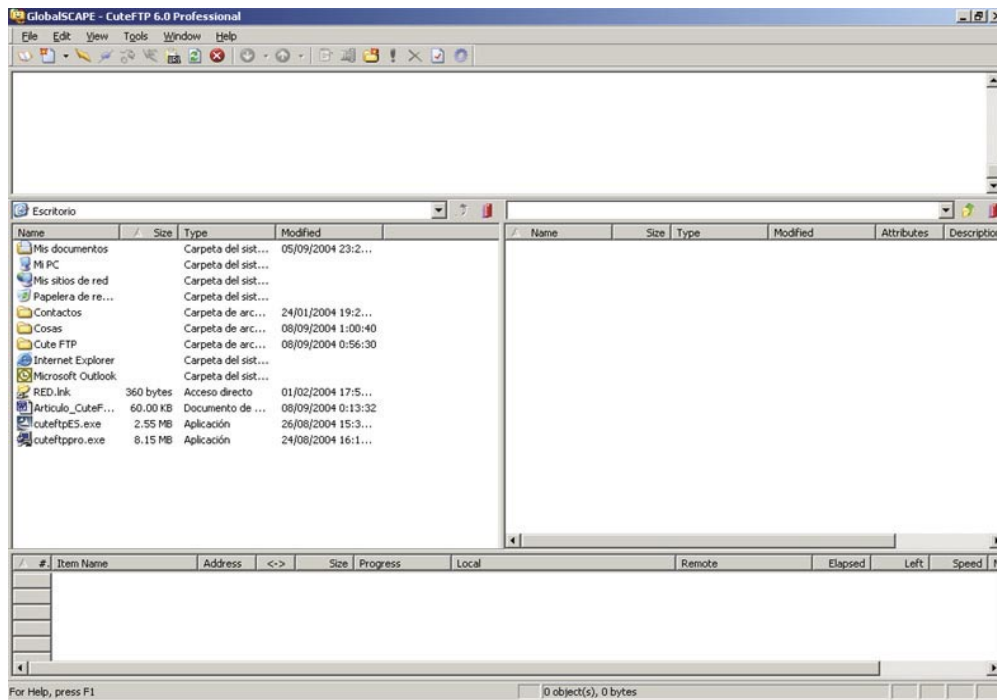 GlobalSCAPE - CuteFTP 6.0 Professional
File Edit View Tools Window Help
Escritorio
Name Size Type Modified
Mis documentos Carpeta del sist... 05/09/2004 23:2...
Mi PC Carpeta del sist...
Mis sitios de red Carpeta del sist...
Papelera de re... Carpeta del sist...
Contactos Carpeta de arc... 24/01/2004 19:2...
Cosas Carpeta de arc... 08/09/2004 1:00:40
Cute FTP Carpeta de arc... 08/09/2004 0:56:30
Internet Explorer Carpeta del sist...
Microsoft Outlook Carpeta del sist...
RED.lnk 360 bytes Acceso directo 01/02/2004 17:5...
Articulo_CuteF... 60.00 KB Documento de ... 08/09/2004 0:13:32
cuteftpES.exe 2.55 MB Aplicación 26/08/2004 15:3...
cuteftppro.exe 8.15 MB Aplicación 24/08/2004 16:1...
Name Size Type Modified Attributes Description
# Item Name Address <-> Size Progress Local Remote Elapsed Left Speed
For Help, press F1
0 object(s), 0 bytes